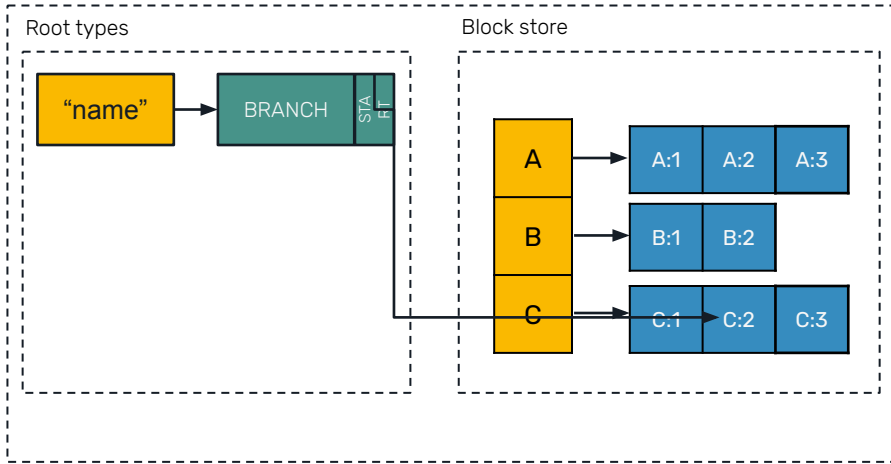 Root types
Block store
“name”
BRANCH
STA
RT
A
A:1
A:2
A:3
B
B:1
B:2
C
C:1
C:2
C:3